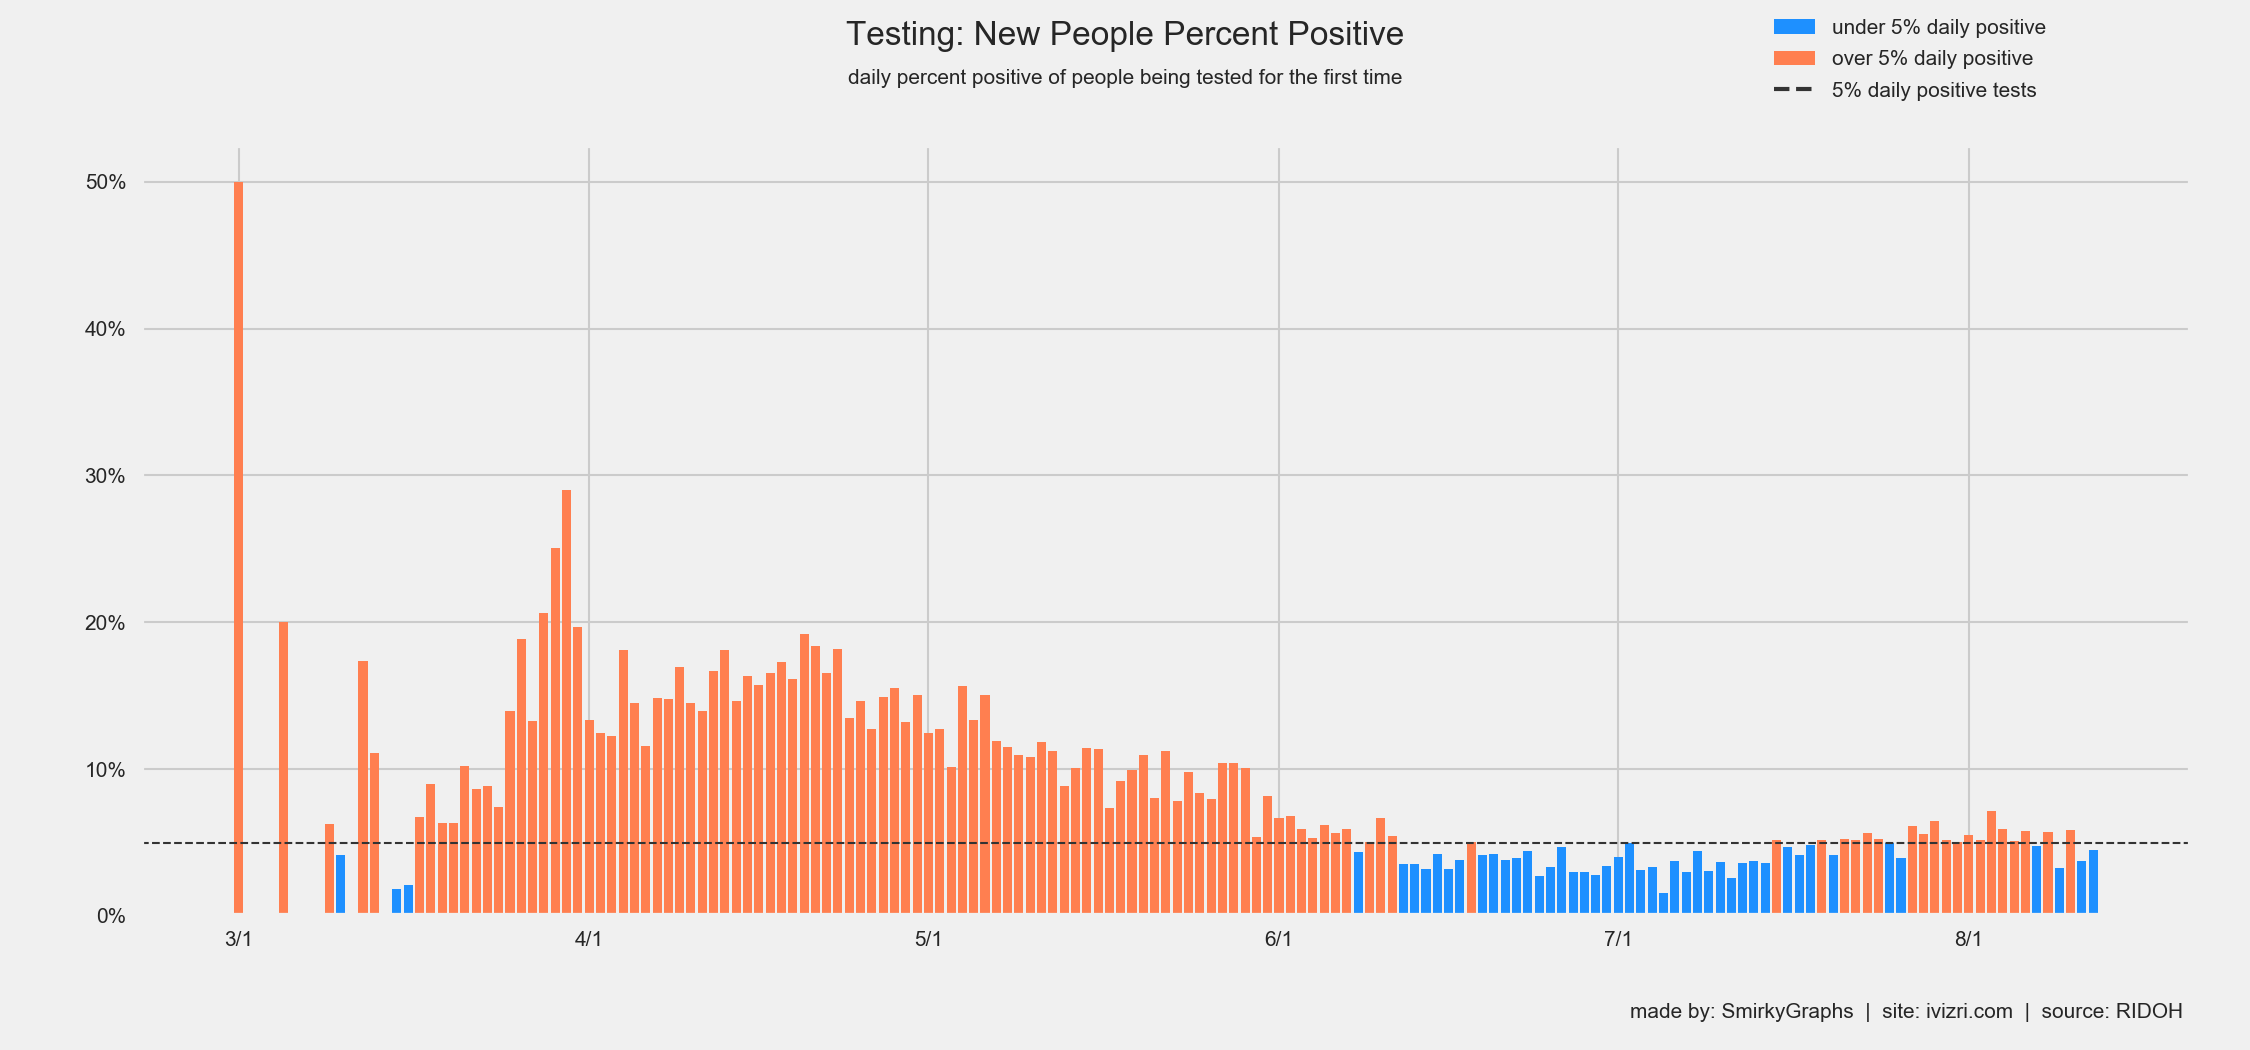 Testing: New People Percent Positive
daily percent positive of people being tested for the first time
under 5% daily positive
over 5% daily positive
5% daily positive tests
50%
40%
30%
20%
10%
0%
3/1 4/1 5/1 6/1 7/1 8/1
made by: SmirkyGraphs | site: ivizri.com | source: RIDOH